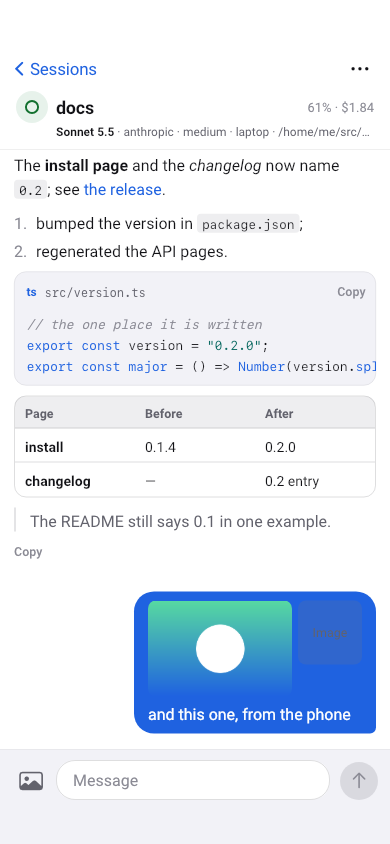 Sessions
docs
61% · $1.84
Sonnet 5.5 · anthropic · medium · laptop · /home/me/src/…
The install page and the changelog now name
0.2; see the release.
1. bumped the version in package.json;
2. regenerated the API pages.
ts src/version.ts
Copy
// the one place it is written
export const version = "0.2.0";
export const major = () => Number(version.spl
Page Before After
install 0.1.4 0.2.0
changelog — 0.2 entry
The README still says 0.1 in one example.
Copy
image
and this one, from the phone
Message